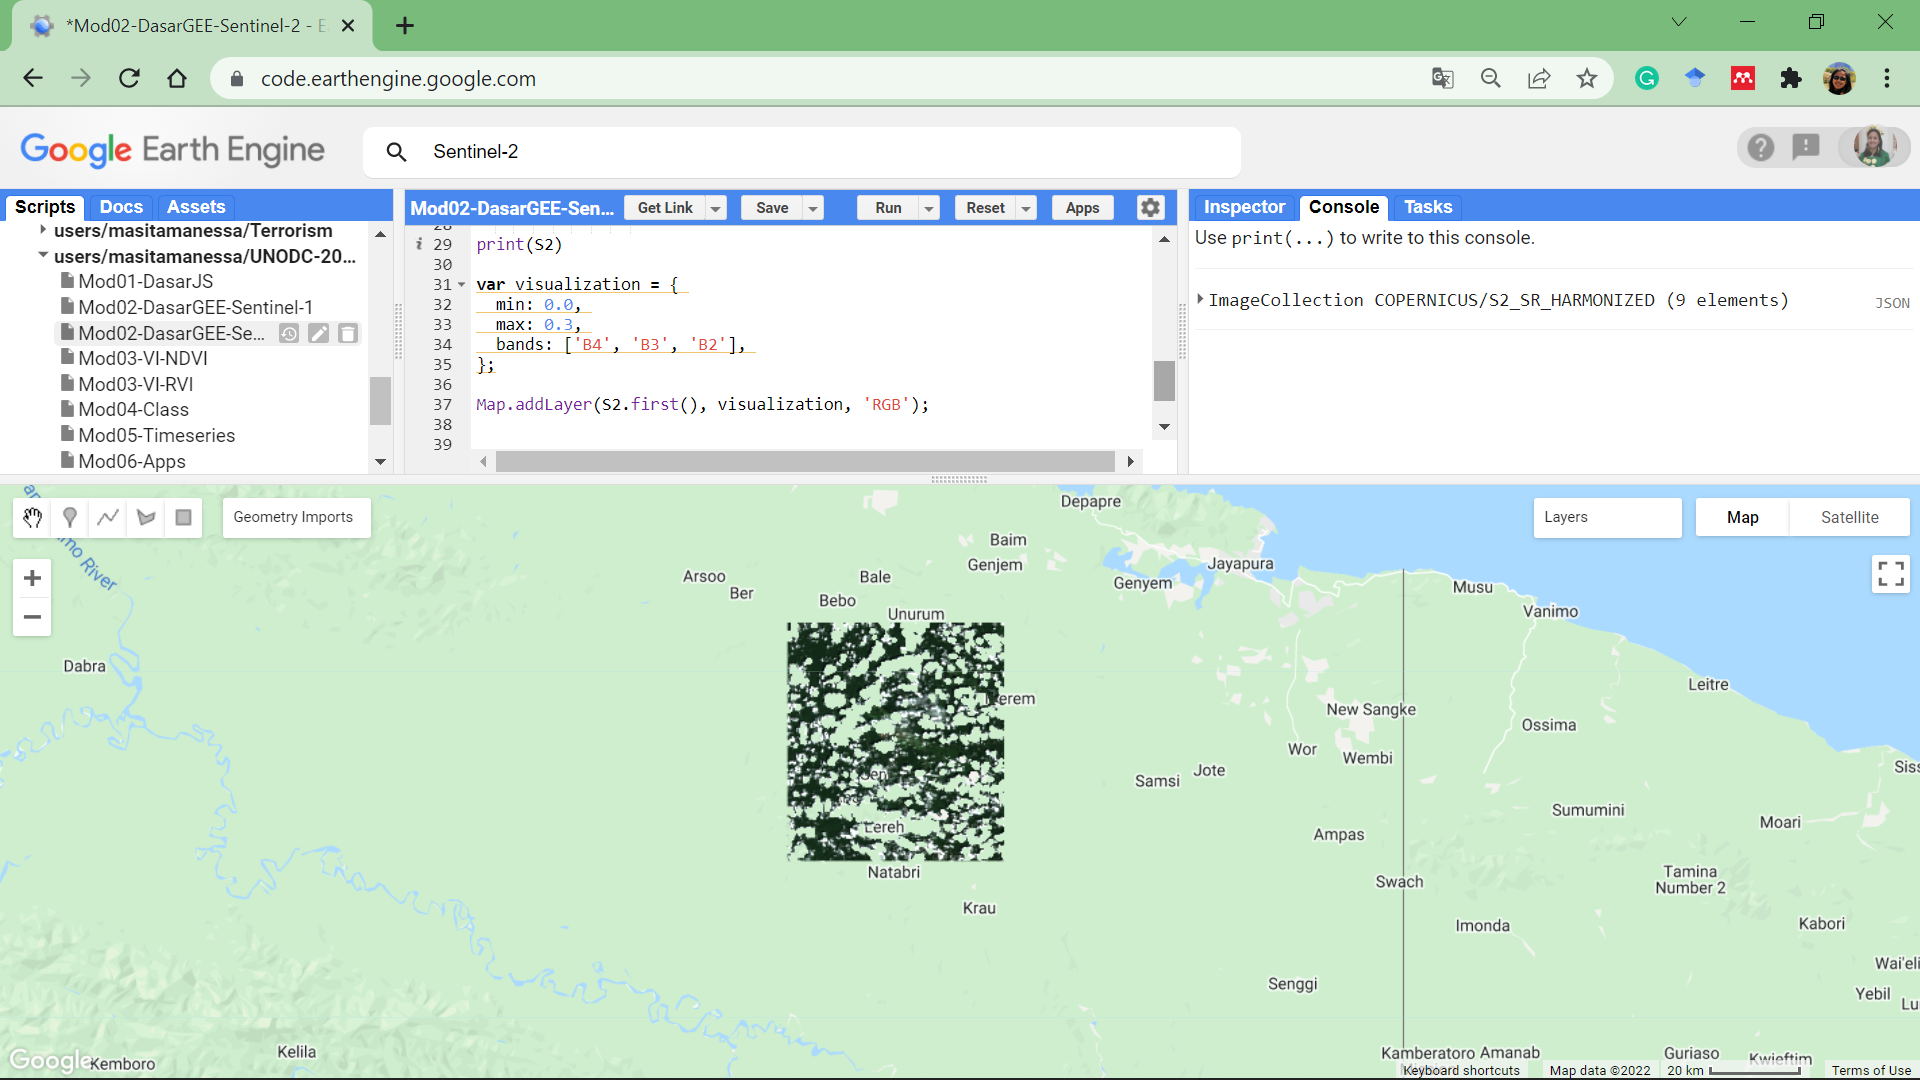 *Mod02-DasarGEE-Sentinel-2 - E
code.earthengine.google.com
Google Earth Engine
Sentinel-2
Scripts Docs Assets
users/masitamanessa/Terrorism
users/masitamanessa/UNODC-20...
Mod01-DasarJS
Mod02-DasarGEE-Sentinel-1
Mod02-DasarGEE-Se...
Mod03-VI-NDVI
Mod03-VI-RVI
Mod04-Class
Mod05-Timeseries
Mod06-Apps
Mod02-DasarGEE-Sen... Get Link Save Run Reset Apps
28
i 29 print(S2)
30
31 var visualization = {
32 min: 0.0,
33 max: 0.3,
34 bands: ['B4', 'B3', 'B2'],
35 };
36
37 Map.addLayer(S2.first(), visualization, 'RGB');
38
39
Inspector Console Tasks
Use print(...) to write to this console.
ImageCollection COPERNICUS/S2_SR_HARMONIZED (9 elements) JSON
Geometry Imports
Layers
Map Satellite
River
Depapre
Baim
Genjem
Arsoo
Ber
Bale
Bebo
Unurum
Genyem
Jayapura
Musu
Vanimo
Dabra
Leitre
New Sangke
Ossima
Wor
Wembi
Samsi
Jote
Siss
Sumumini
Moari
Ampas
Lereh
Natabri
Swach
Tamina
Number 2
Krau
Imonda
Kabori
Wai'eli
Senggi
Yebil
Lu
Kelila
Kemboro
Google
Kamberatoro Amanab
Guriaso
Kwieftim
Keyboard shortcuts Map data ©2022 20 km Terms of Use